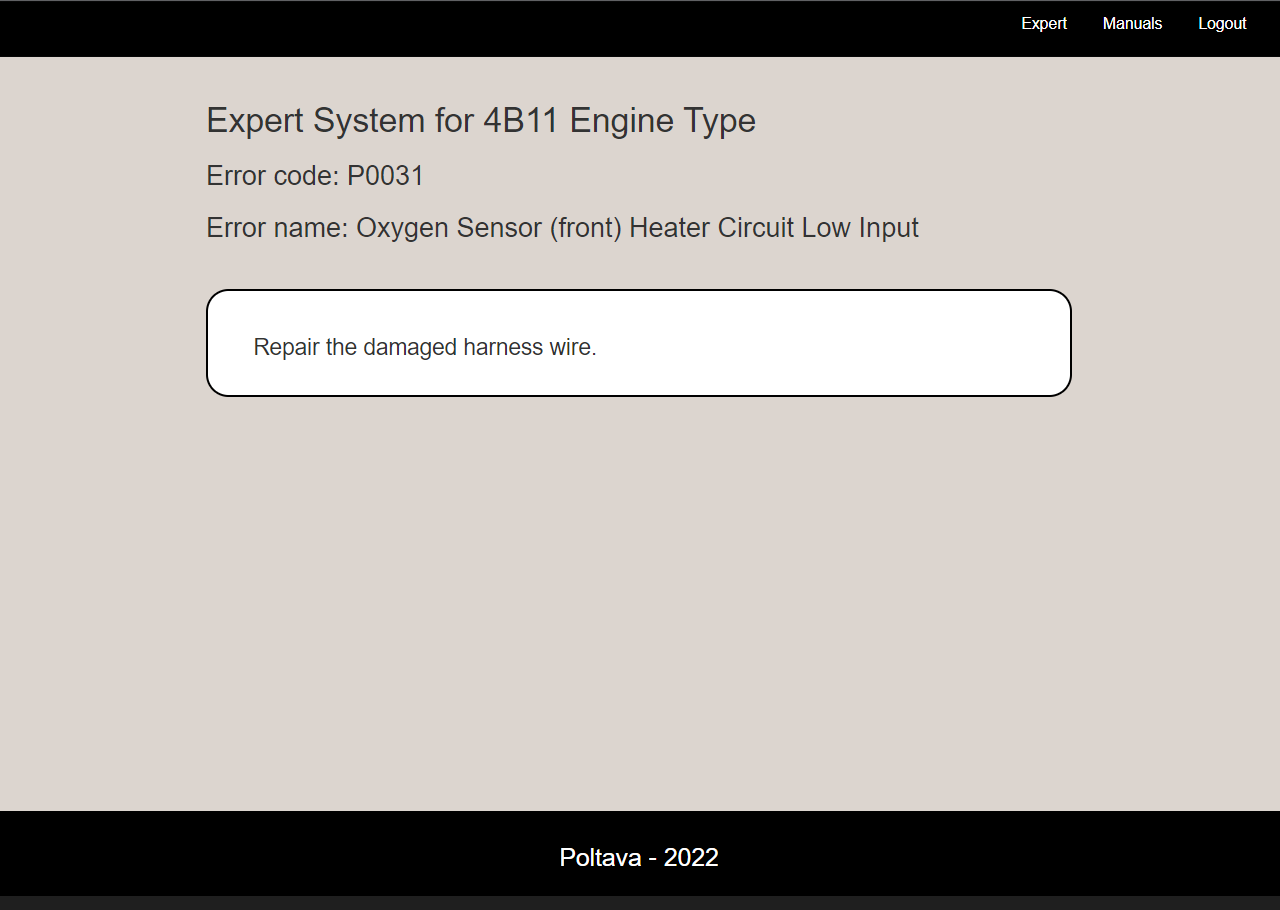 Expert Manuals Logout
Expert System for 4B11 Engine Type
Error code: P0031
Error name: Oxygen Sensor (front) Heater Circuit Low Input
Repair the damaged harness wire.
Poltava - 2022